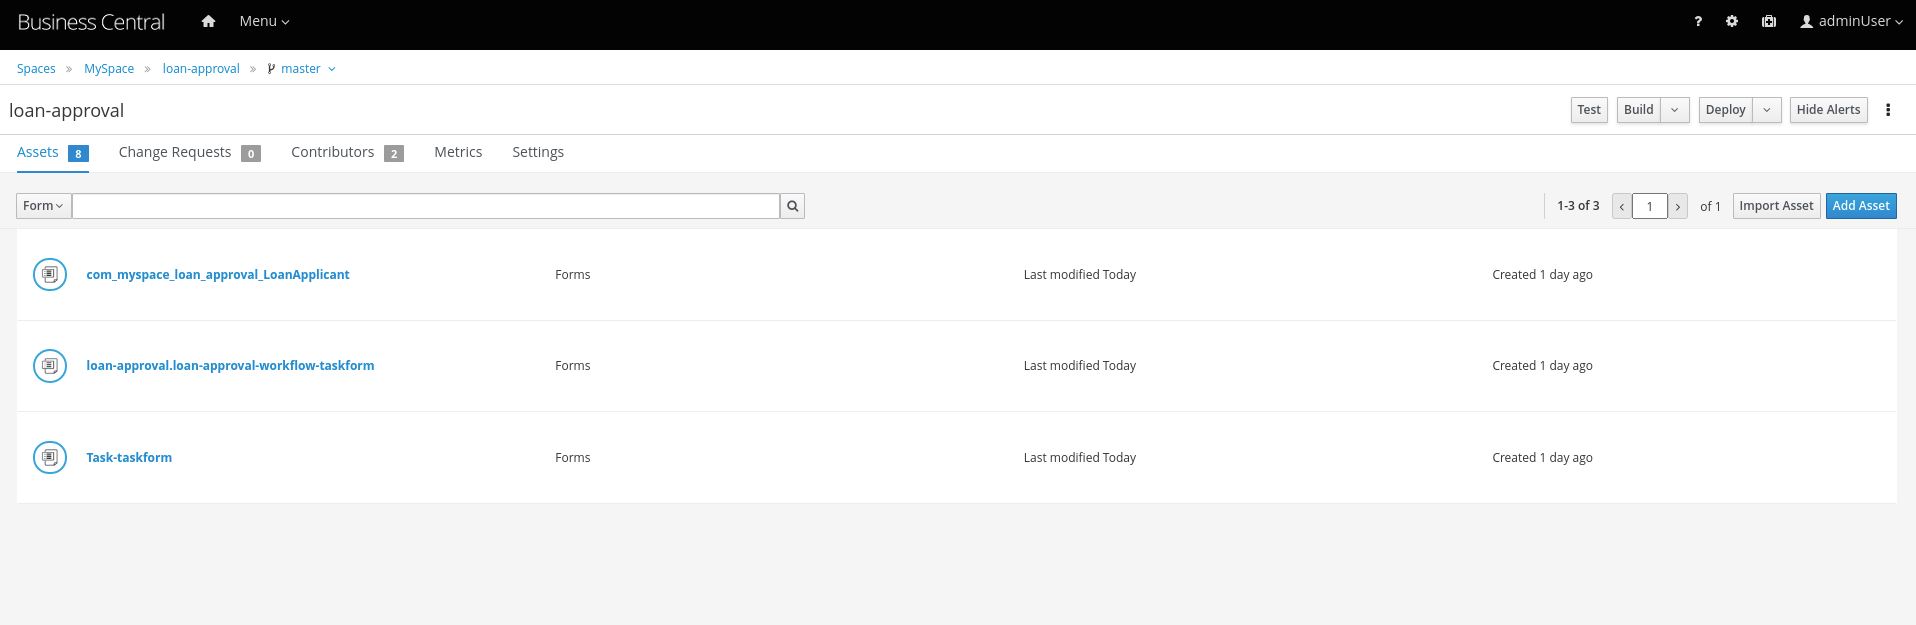 Business Central Menu ? adminUser
Spaces » MySpace » loan-approval » master
loan-approval Test Build Deploy Hide Alerts
Assets 8 Change Requests 0 Contributors 2 Metrics Settings
Form 1-3 of 3 < 1 > of 1 Import Asset Add Asset
com_myspace_loan_approval_LoanApplicant Forms Last modified Today Created 1 day ago
loan-approval.loan-approval-workflow-taskform Forms Last modified Today Created 1 day ago
Task-taskform Forms Last modified Today Created 1 day ago